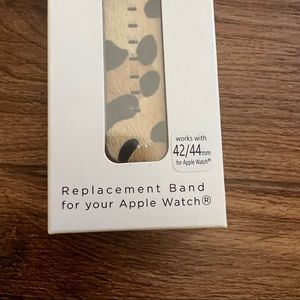 works with
42/44mm
for Apple Watch®
Replacement Band
for your Apple Watch®